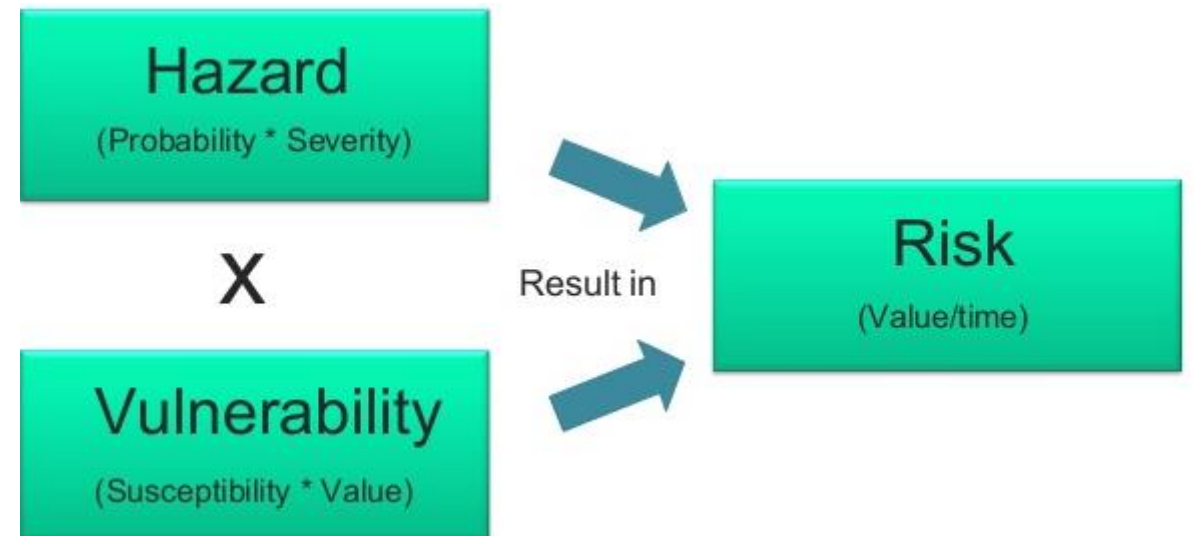 Hazard
(Probability * Severity)
X
Vulnerability
(Susceptibility * Value)
Result in
Risk
(Value/time)